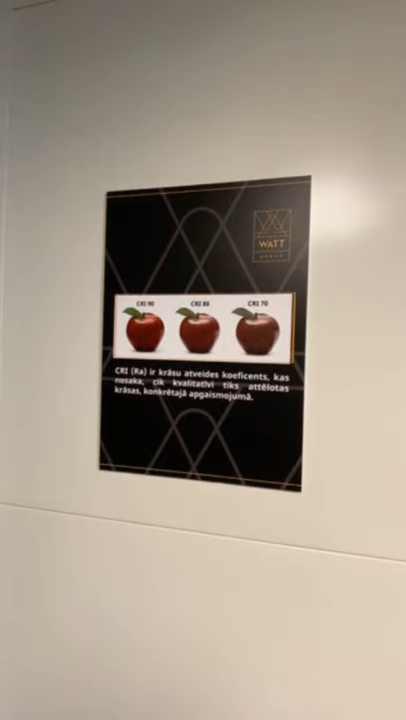 WATT
CRI 90 CRI 80 CRI 70
CRI (Ra) ir krāsu atveides koeficents, kas
nosaka, cik kvalitatīvi tiks attēlotas
krāsas, konkrētajā apgaismojumā.